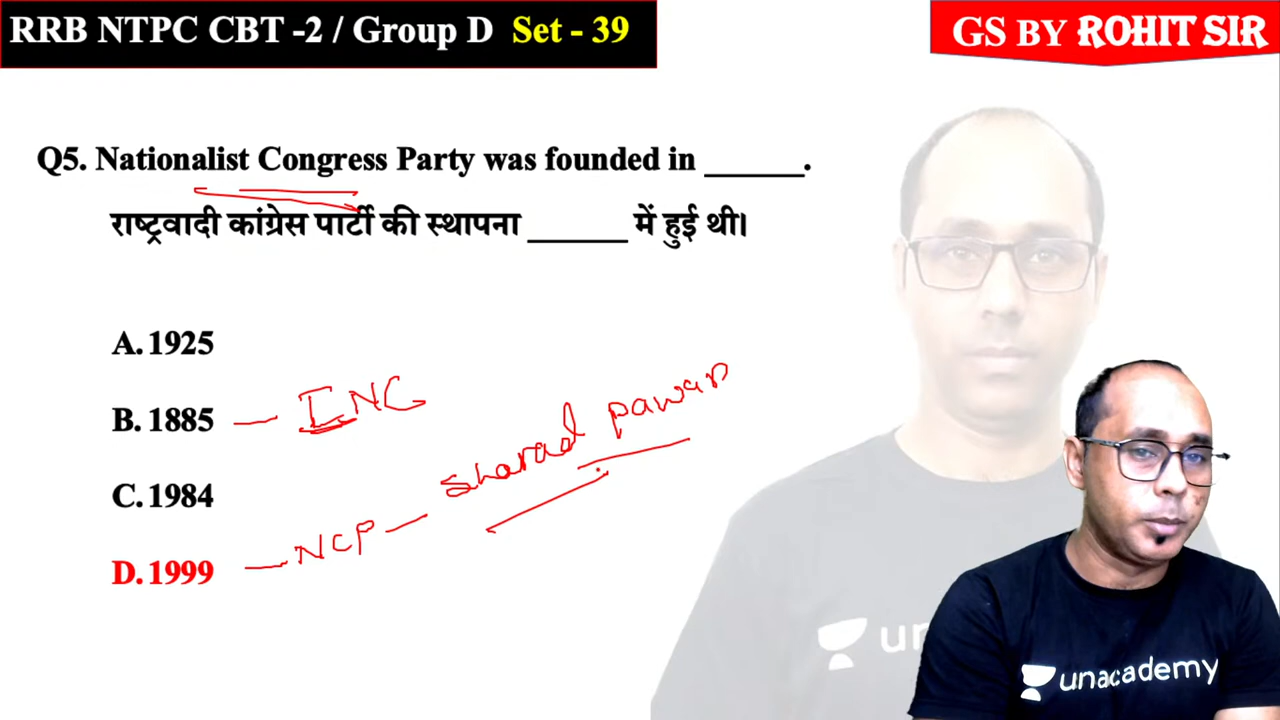 RRB NTPC CBT -2 / Group D Set - 39
GS BY ROHIT SIR
Q5. Nationalist Congress Party was founded in ______.
राष्ट्रवादी कांग्रेस पार्टी की स्थापना ______ में हुई थी।
A. 1925
B. 1885 — INC
C. 1984
D. 1999 — NCP — Sharad pawar
un
unacademy